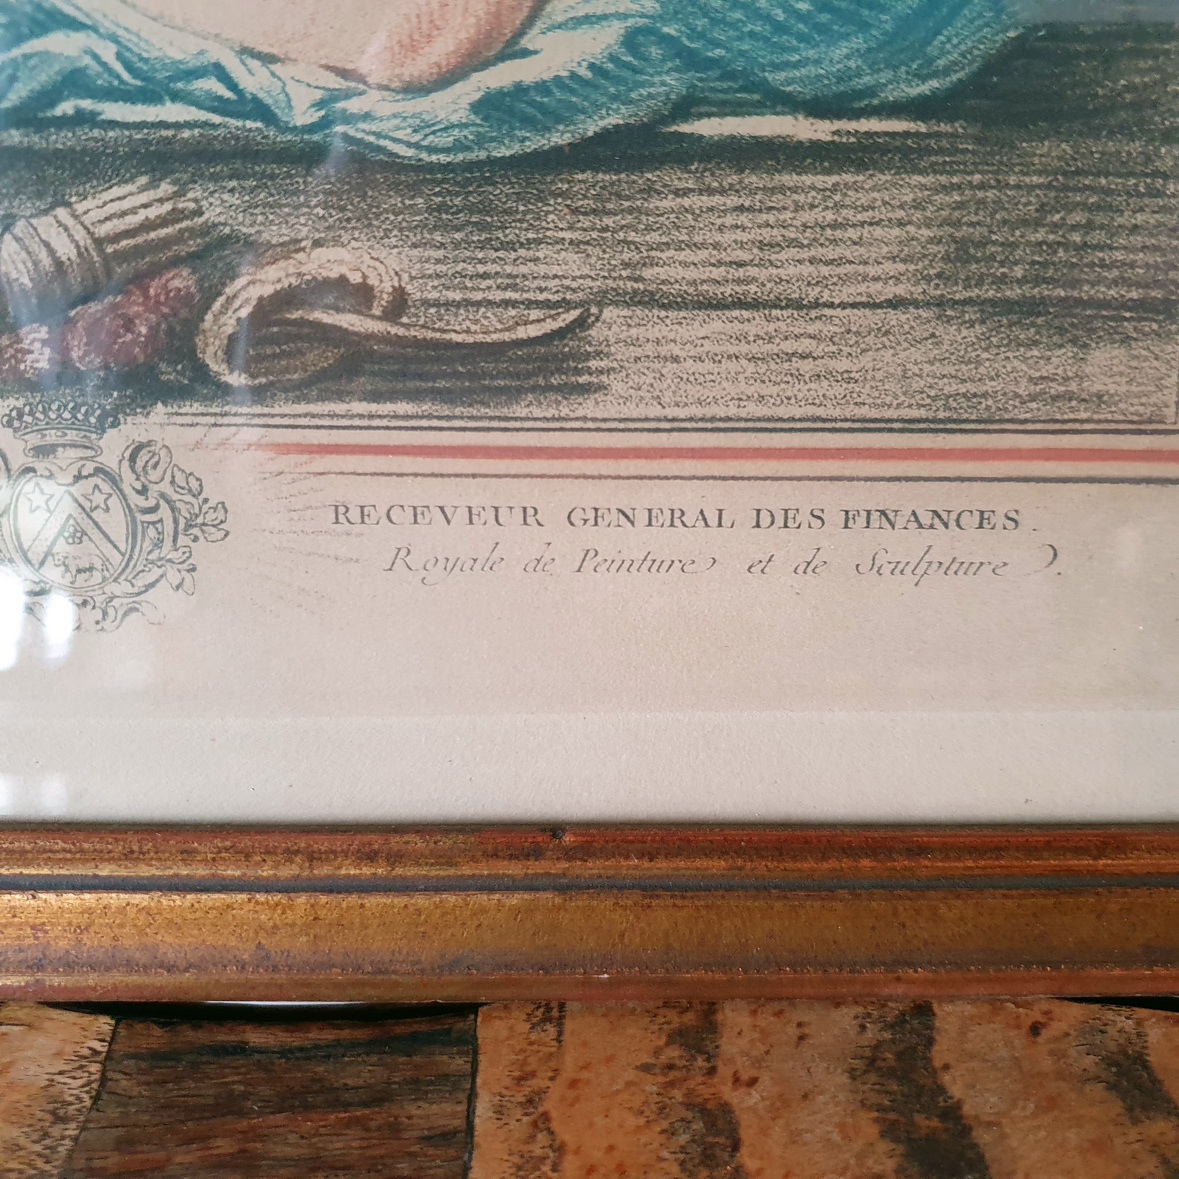 RECEVEUR GENERAL DES FINANCES.
Royale de Peinture et de Sculpture.